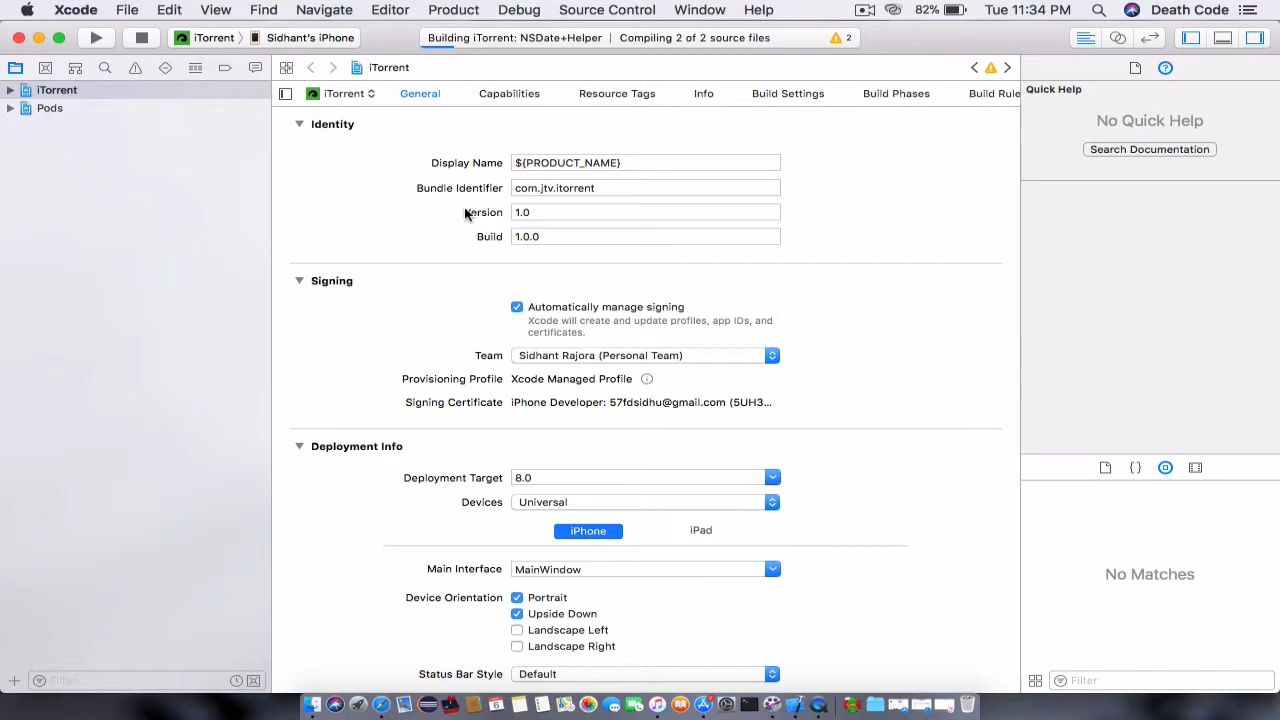 Xcode File Edit View Find Navigate Editor Product Debug Source Control Window Help 82% Tue 11:34 PM Death Code
iTorrent Sidhant's iPhone Building iTorrent: NSDate+Helper Compiling 2 of 2 source files 2
iTorrent
iTorrent
Pods
iTorrent General Capabilities Resource Tags Info Build Settings Build Phases Build Rule
Identity
Display Name ${PRODUCT_NAME}
Bundle Identifier com.jtv.itorrent
Version 1.0
Build 1.0.0
Signing
Automatically manage signing
Xcode will create and update profiles, app IDs, and
certificates.
Team Sidhant Rajora (Personal Team)
Provisioning Profile Xcode Managed Profile
Signing Certificate iPhone Developer: 57fdsidhu@gmail.com (5UH3...
Deployment Info
Deployment Target 8.0
Devices Universal
iPhone iPad
Main Interface MainWindow
Device Orientation Portrait
Upside Down
Landscape Left
Landscape Right
Status Bar Style Default
Quick Help
No Quick Help
Search Documentation
No Matches
Filter
Filter
6